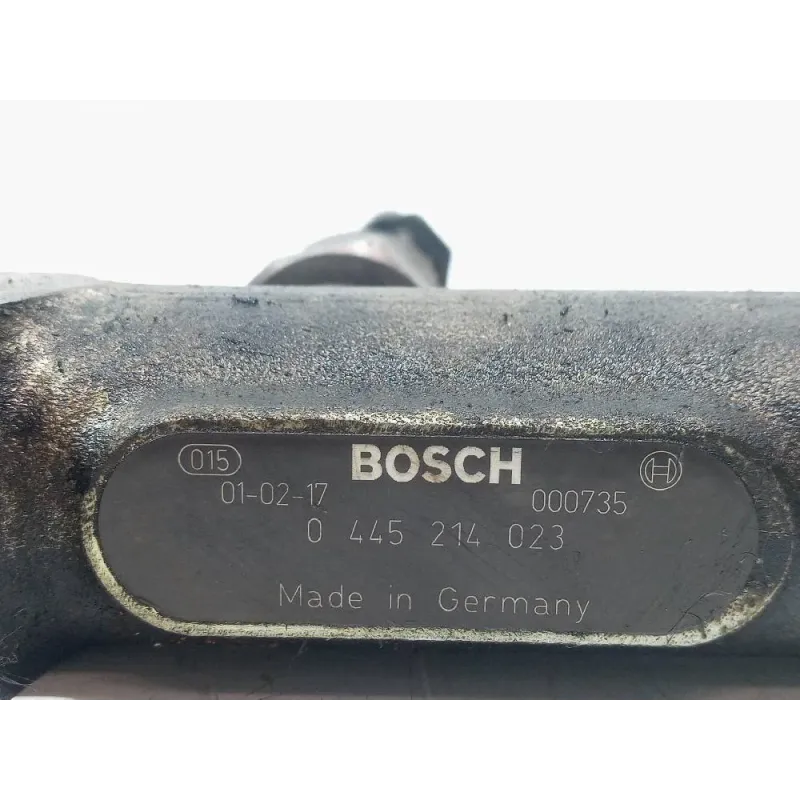 015 BOSCH
01-02-17 000735
0 445 214 023
Made in Germany